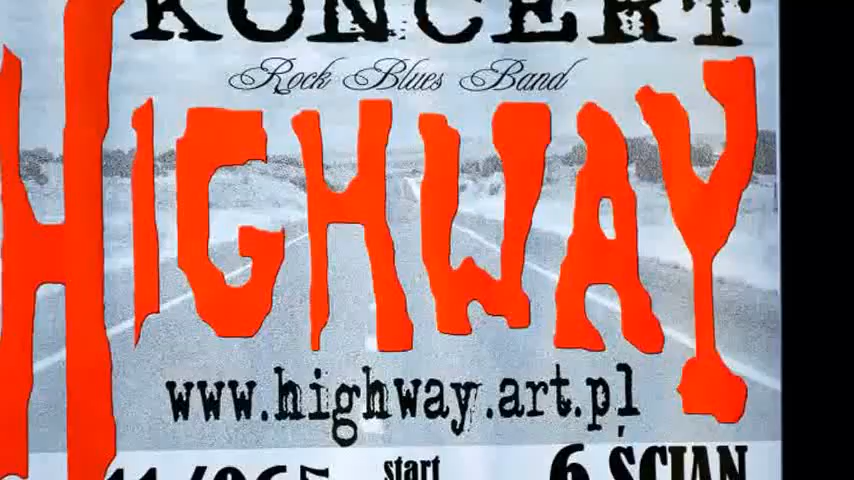 KONCERT
Rock Blues Band
HIGHWAY
www.highway.art.pl
start
6 ŚCIAN